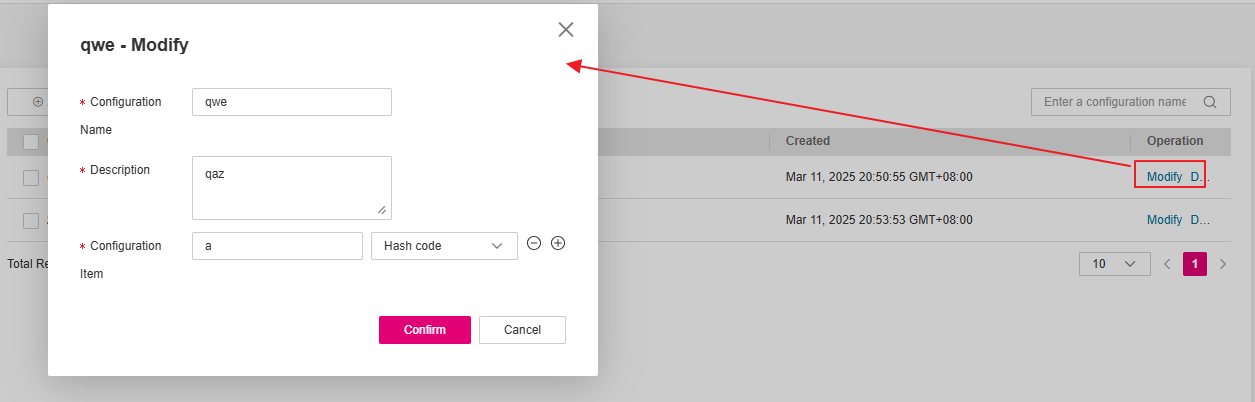 qwe - Modify
* Configuration Name
qwe
* Description
qaz
* Configuration Item
a
Hash code
Confirm
Cancel
Enter a configuration name
Created
Operation
Mar 11, 2025 20:50:55 GMT+08:00
Modify D...
Mar 11, 2025 20:53:53 GMT+08:00
Modify D...
Total
10
1